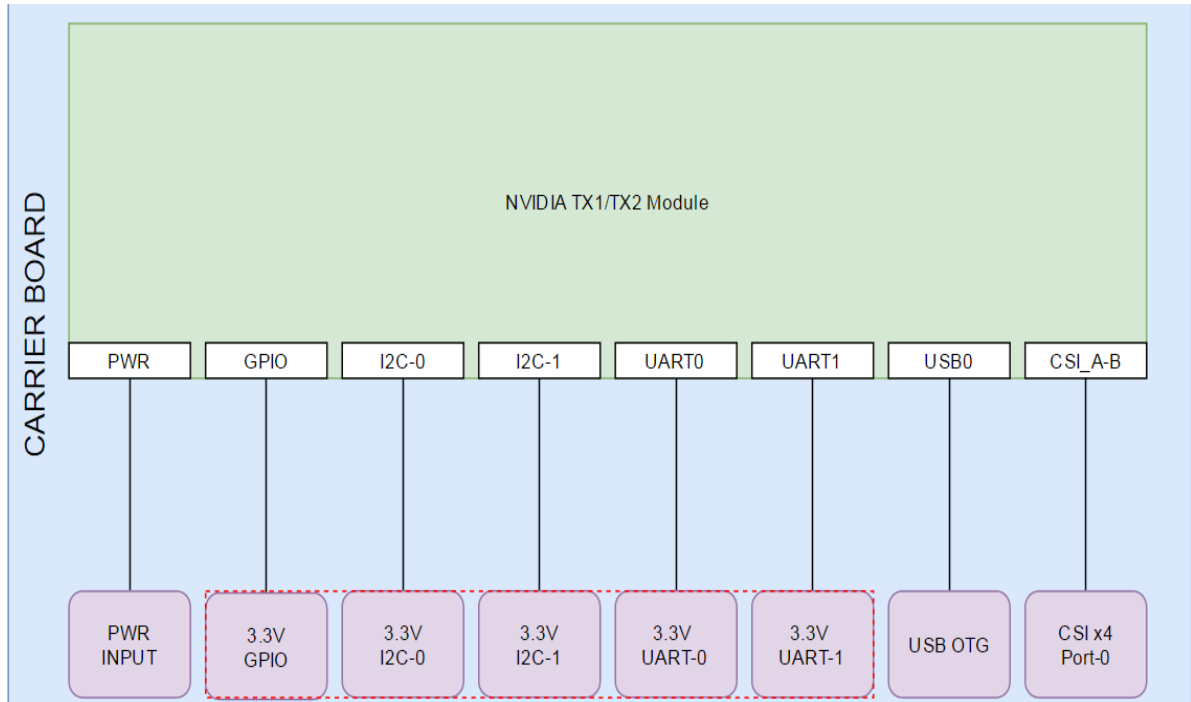 CARRIER BOARD
NVIDIA TX1/TX2 Module
PWR
GPIO
I2C-0
I2C-1
UART0
UART1
USB0
CSI_A-B
PWR
INPUT
3.3V
GPIO
3.3V
I2C-0
3.3V
I2C-1
3.3V
UART-0
3.3V
UART-1
USB OTG
CSI x4
Port-0